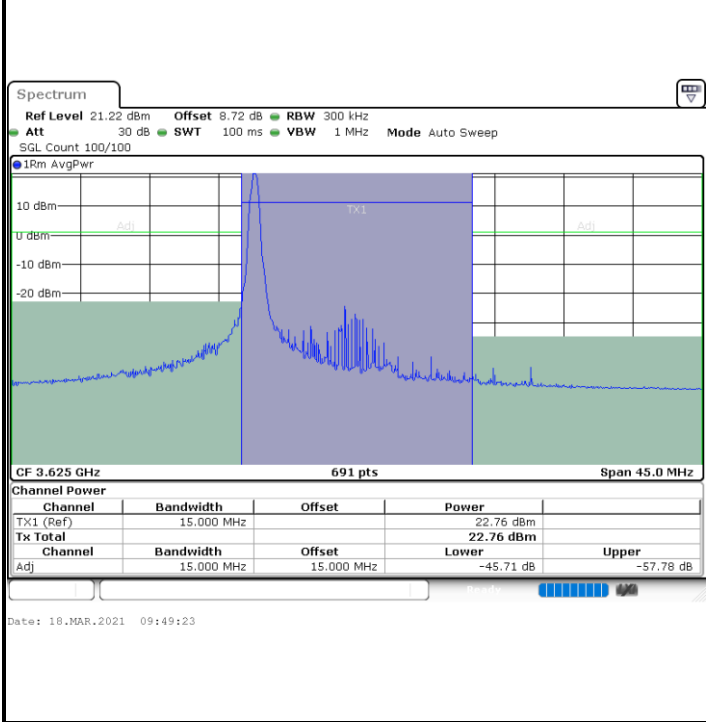 Spectrum
Ref Level 21.22 dBm Offset 8.72 dB RBW 300 kHz
Att 30 dB SWT 100 ms VBW 1 MHz Mode Auto Sweep
SGL Count 100/100
1Rm AvgPwr
TX1
10 dBm
Adj Adj
0 dBm
-10 dBm
-20 dBm
CF 3.625 GHz 691 pts Span 45.0 MHz
Channel Power
Channel Bandwidth Offset Power
TX1 (Ref) 15.000 MHz 22.76 dBm
Tx Total 22.76 dBm
Channel Bandwidth Offset Lower Upper
Adj 15.000 MHz 15.000 MHz -45.71 dB -57.78 dB
Ready
Date: 18.MAR.2021 09:49:23